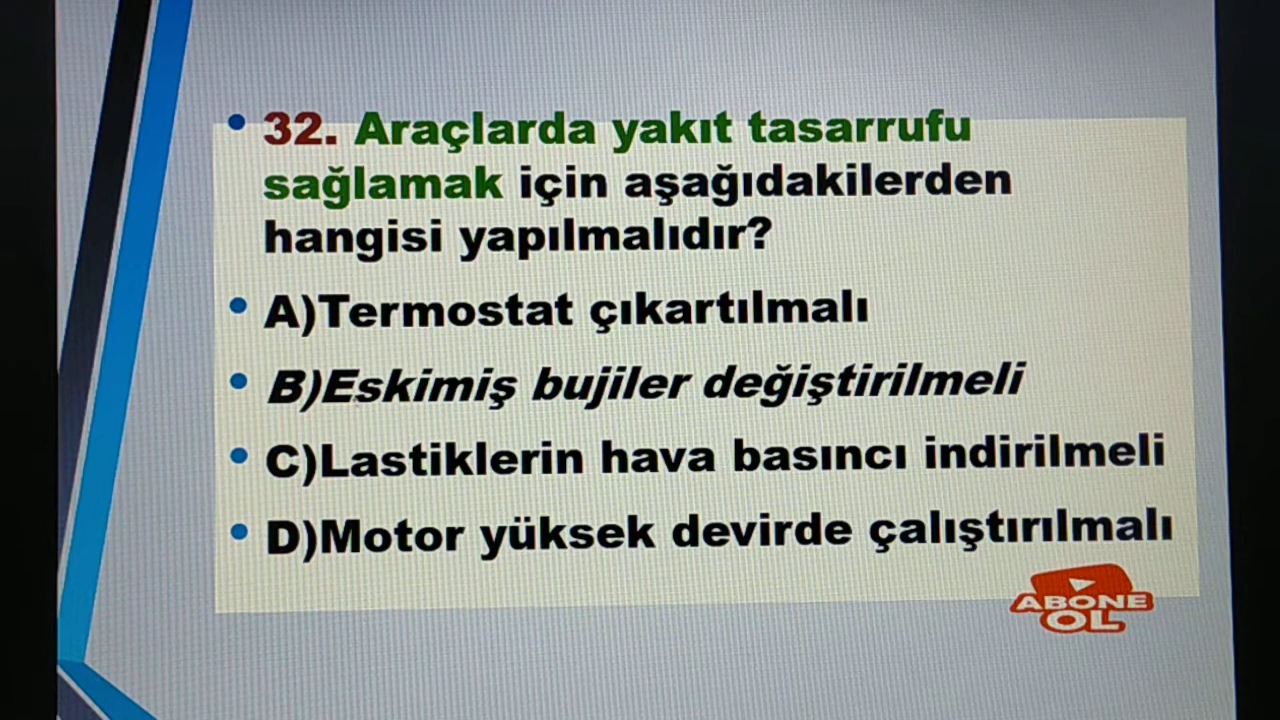 • 32. Araçlarda yakıt tasarrufu
sağlamak için aşağıdakilerden
hangisi yapılmalıdır?
• A)Termostat çıkartılmalı
• B)Eskimiş bujiler değiştirilmeli
• C)Lastiklerin hava basıncı indirilmeli
• D)Motor yüksek devirde çalıştırılmalı
ABONE
OL